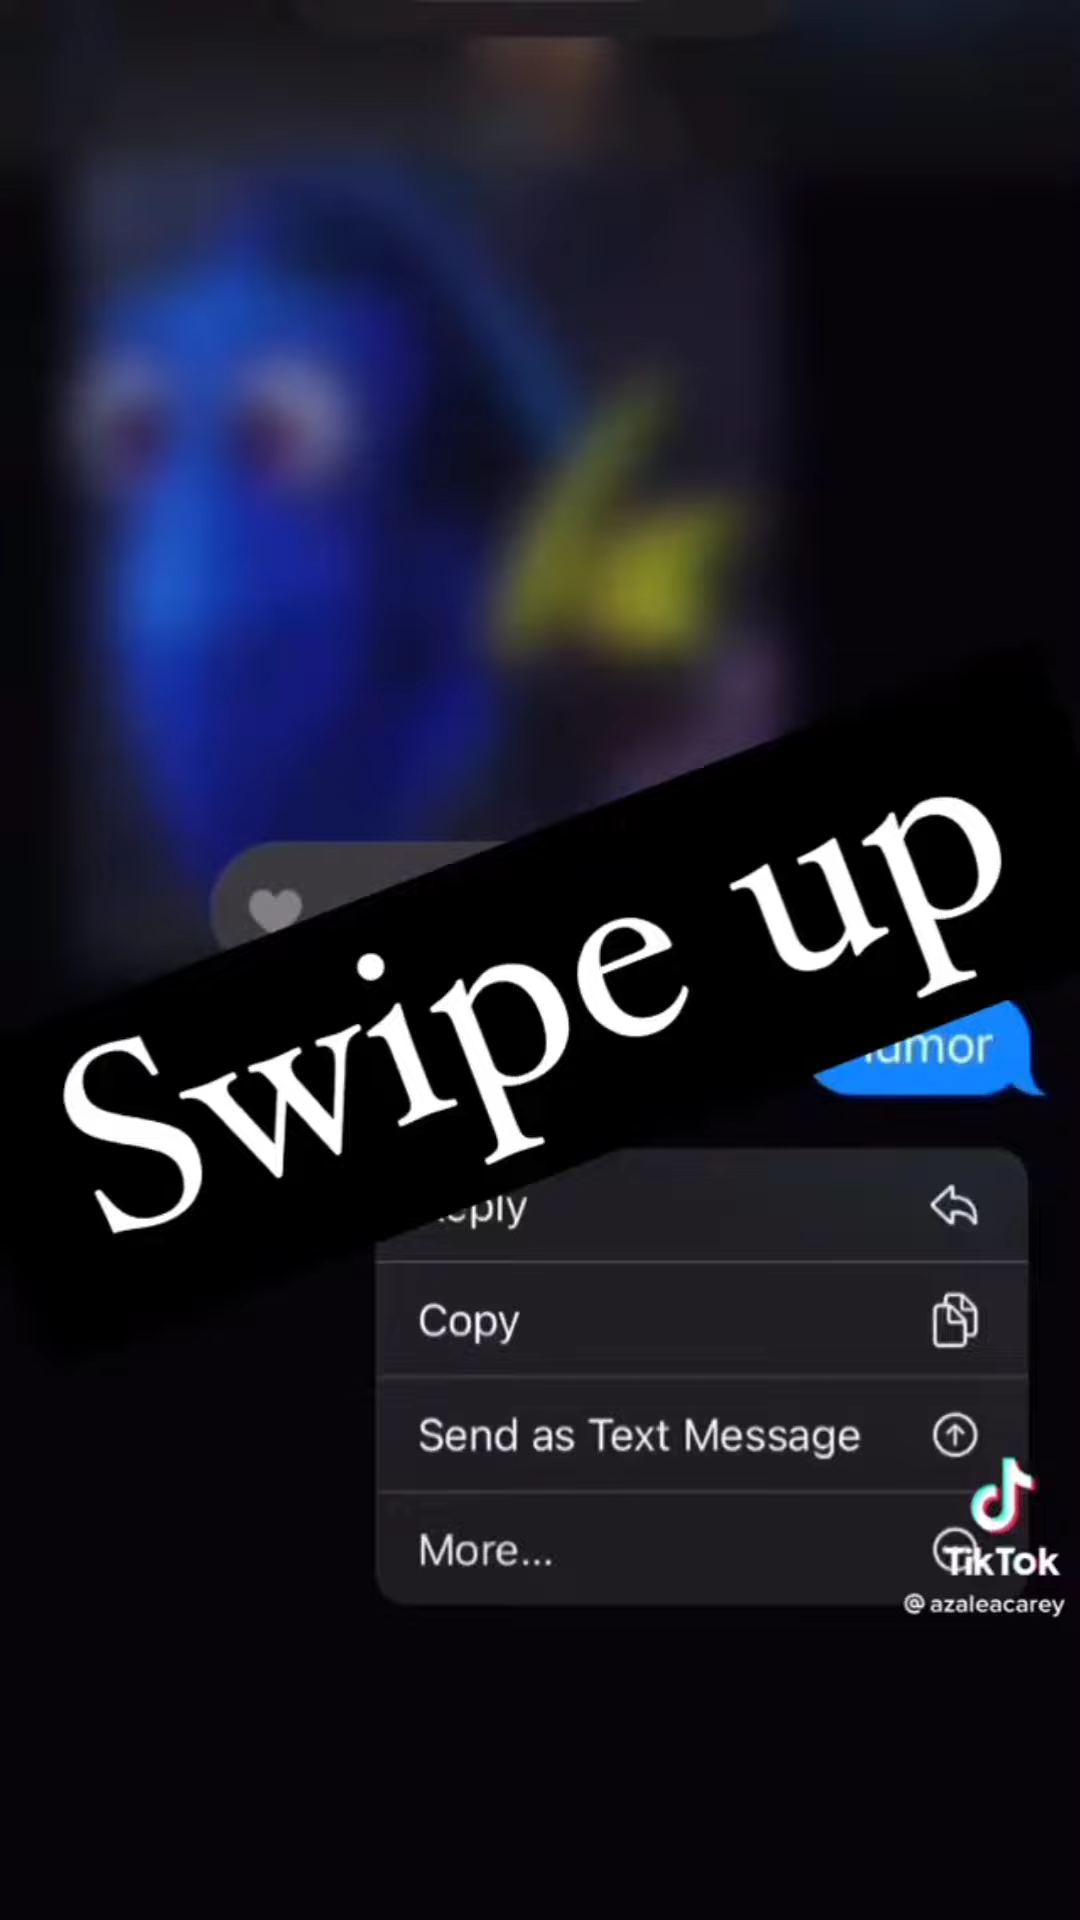 Swipe up
Copy
Send as Text Message
More...
TikTok
@azaleacarey